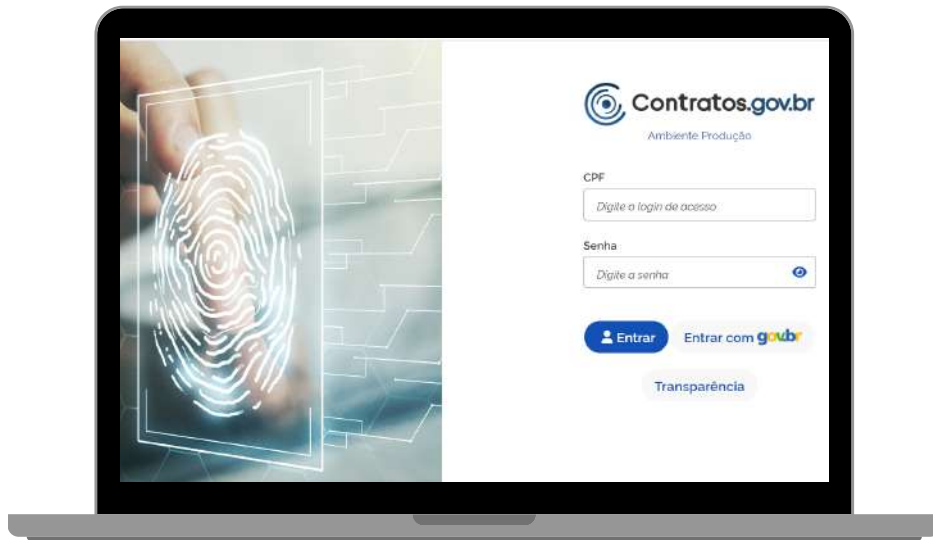 Contratos.gov.br
Ambiente Produção
CPF
Digite o login de acesso
Senha
Digite a senha
Entrar
Entrar com gov.br
Transparência